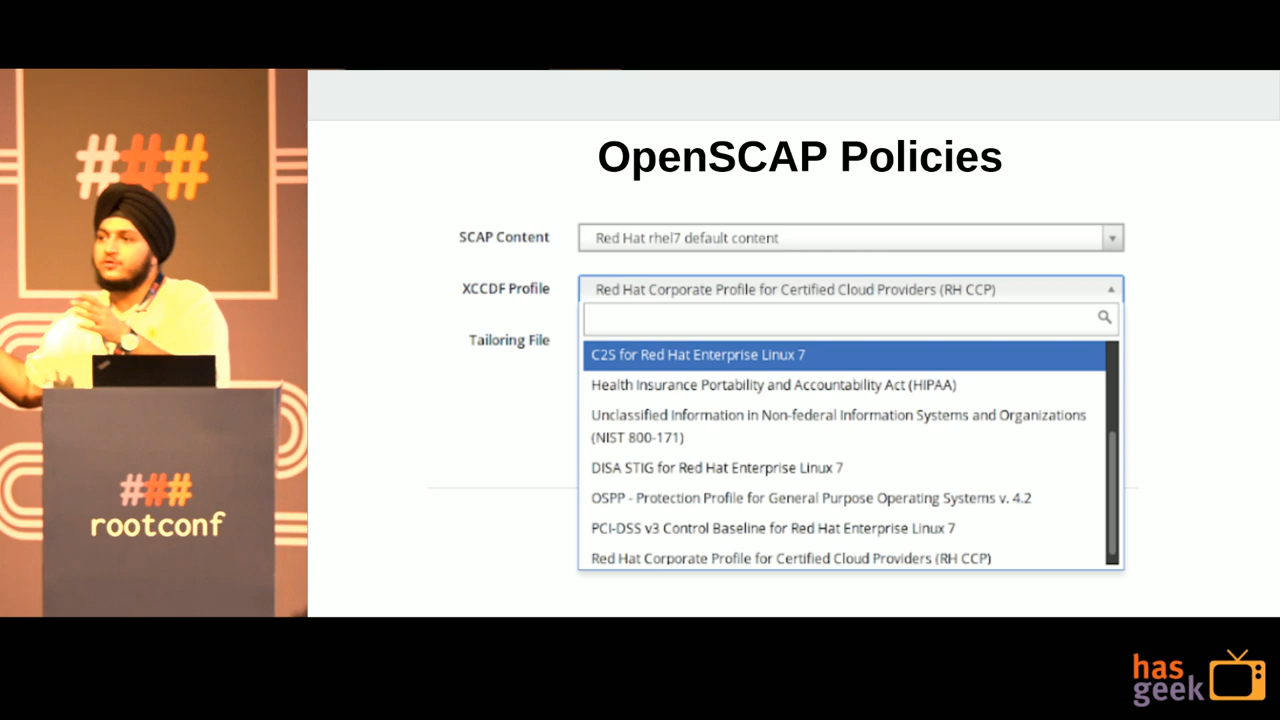 ###
###
rootconf
OpenSCAP Policies
SCAP Content
Red Hat rhel7 default content
XCCDF Profile
Red Hat Corporate Profile for Certified Cloud Providers (RH CCP)
Tailoring File
C2S for Red Hat Enterprise Linux 7
Health Insurance Portability and Accountability Act (HIPAA)
Unclassified Information in Non-federal Information Systems and Organizations
(NIST 800-171)
DISA STIG for Red Hat Enterprise Linux 7
OSPP - Protection Profile for General Purpose Operating Systems v. 4.2
PCI-DSS v3 Control Baseline for Red Hat Enterprise Linux 7
Red Hat Corporate Profile for Certified Cloud Providers (RH CCP)
has
geek